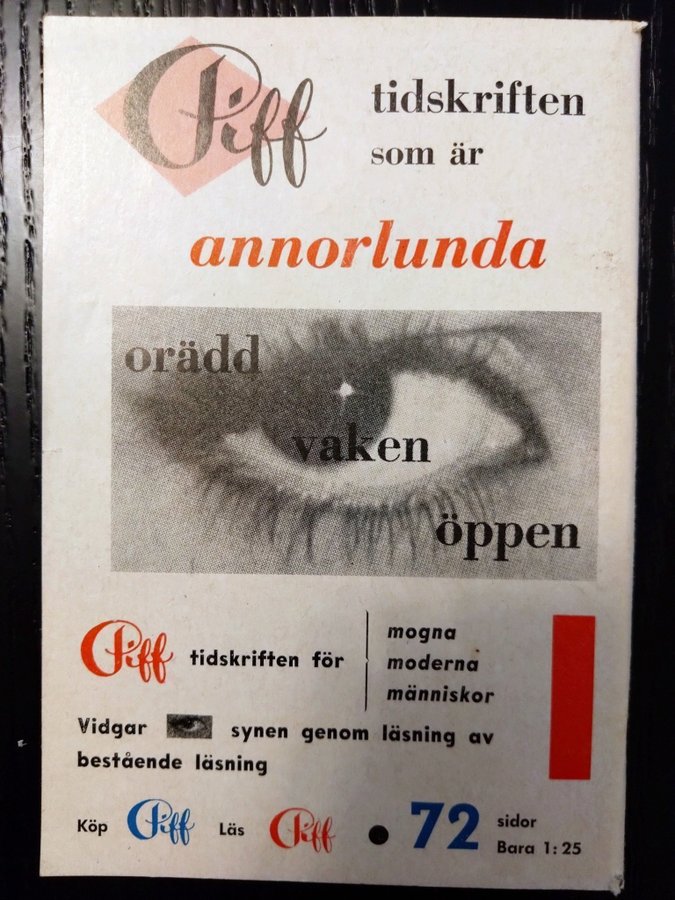 Piff tidskriften
som är
annorlunda
orädd
vaken
öppen
Piff tidskriften för
mogna
moderna
människor
Vidgar synen genom läsning av
bestående läsning
Köp Piff Läs Piff • 72 sidor
Bara 1:25